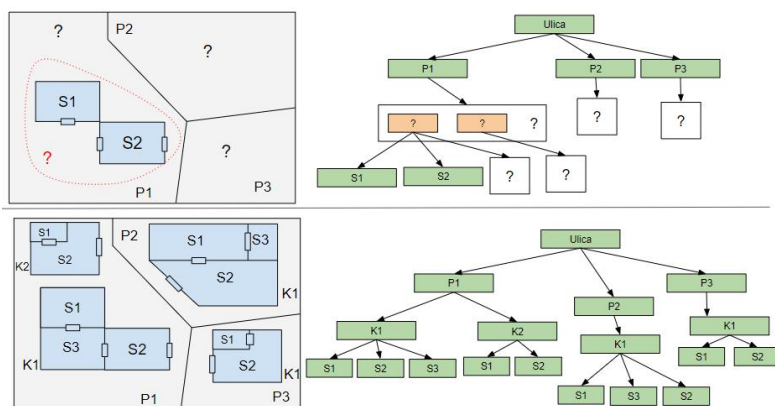 ? P2 ?
S1
S2
? ?
P1 P3
Ulica
P1 P2 P3
? ? ? ? ?
S1 S2 ? ?
S1
K2 S2
P2
S1 S3
S2
K1
S1
S3 S2
K1
S1
S2 K1
P1 P3
Ulica
P1 P2 P3
K1 K2 K1 K1
S1 S2 S3 S1 S2 S1 S2
S1 S3 S2